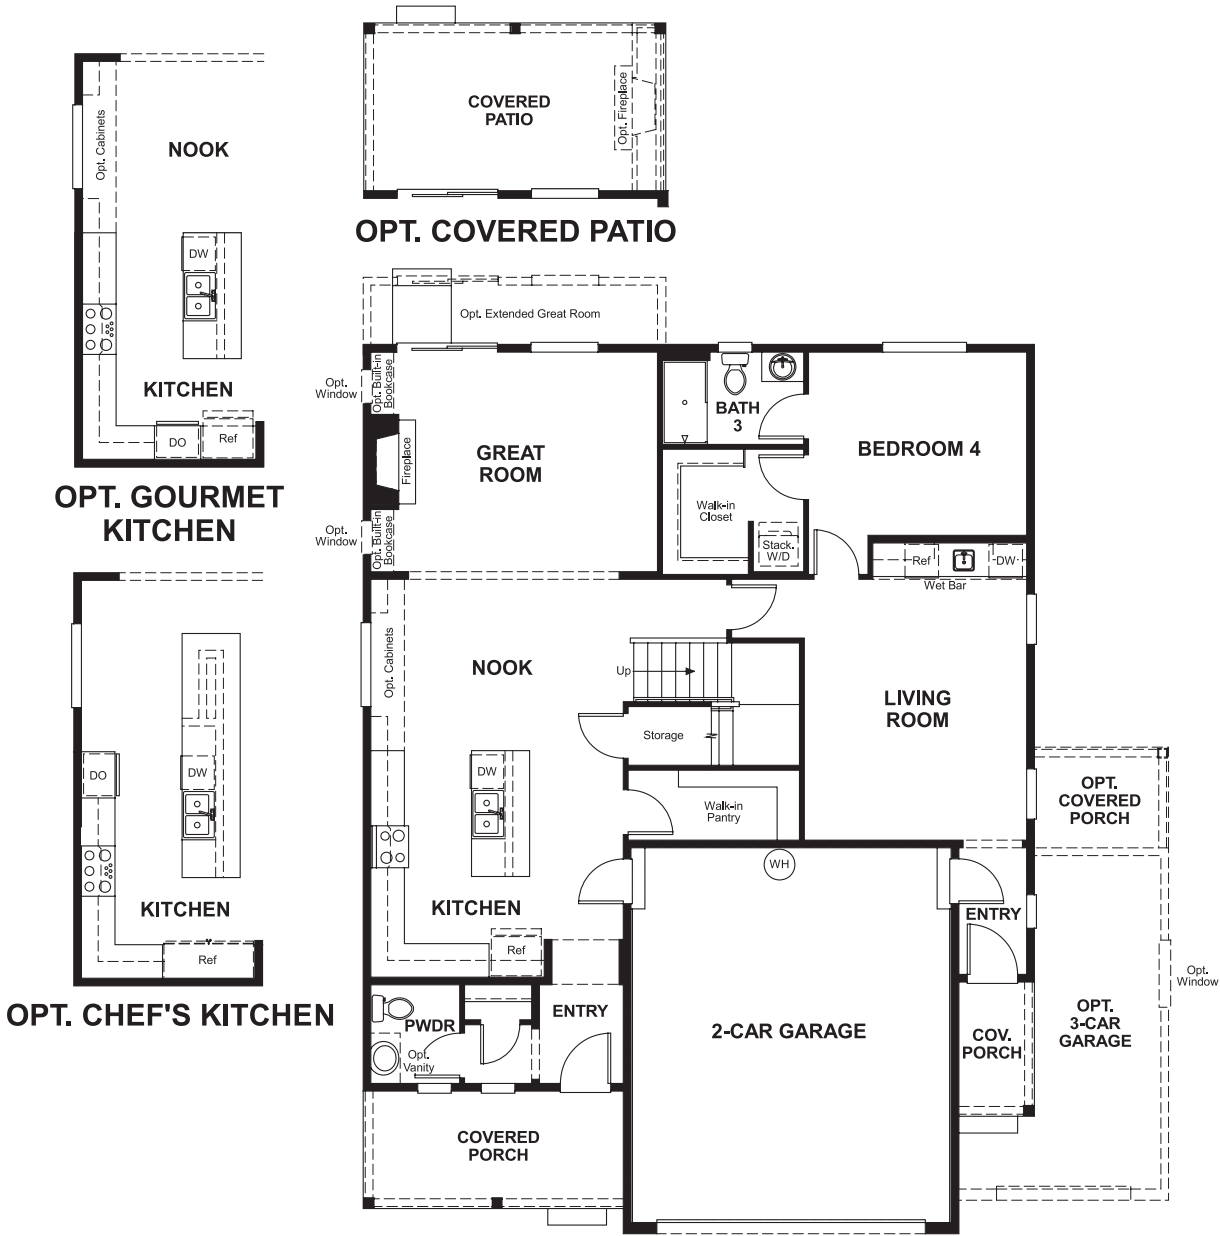 COVERED
PATIO
Opt. Fireplace
OPT. COVERED PATIO
Opt. Cabinets
NOOK
DW
KITCHEN
DO
Ref
OPT. GOURMET
KITCHEN
Opt. Extended Great Room
Opt.
Window
Opt. Built-in
Bookcase
Fireplace
GREAT
ROOM
Opt.
Window
Opt. Built-in
Bookcase
BATH
3
BEDROOM 4
Walk-in
Closet
Stack.
W/D
Ref
DW
Wet Bar
DO
DW
KITCHEN
Ref
OPT. CHEF'S KITCHEN
Opt. Cabinets
NOOK
Up
Storage
LIVING
ROOM
DW
Walk-in
Pantry
OPT.
COVERED
PORCH
WH
KITCHEN
Ref
ENTRY
PWDR
Opt.
Vanity
ENTRY
2-CAR GARAGE
COV.
PORCH
OPT.
3-CAR
GARAGE
Opt.
Window
COVERED
PORCH